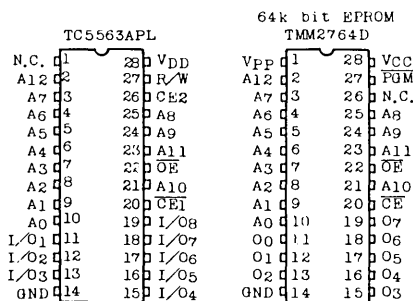 64k bit EPROM
TC5563APL TMM2764D
N.C. 1 28 VDD VPP 1 28 VCC
A12 2 27 R/W A12 2 27 PGM
A7 3 26 CE2 A7 3 26 N.C.
A6 4 25 A8 A6 4 25 A8
A5 5 24 A9 A5 5 24 A9
A4 6 23 A11 A4 6 23 A11
A3 7 22 OE A3 7 22 OE
A2 8 21 A10 A2 8 21 A10
A1 9 20 CE1 A1 9 20 CE
A0 10 19 I/O8 A0 10 19 O7
I/O1 11 18 I/O7 O0 11 18 O6
I/O2 12 17 I/O6 O1 12 17 O5
I/O3 13 16 I/O5 O2 13 16 O4
GND 14 15 I/O4 GND 14 15 O3